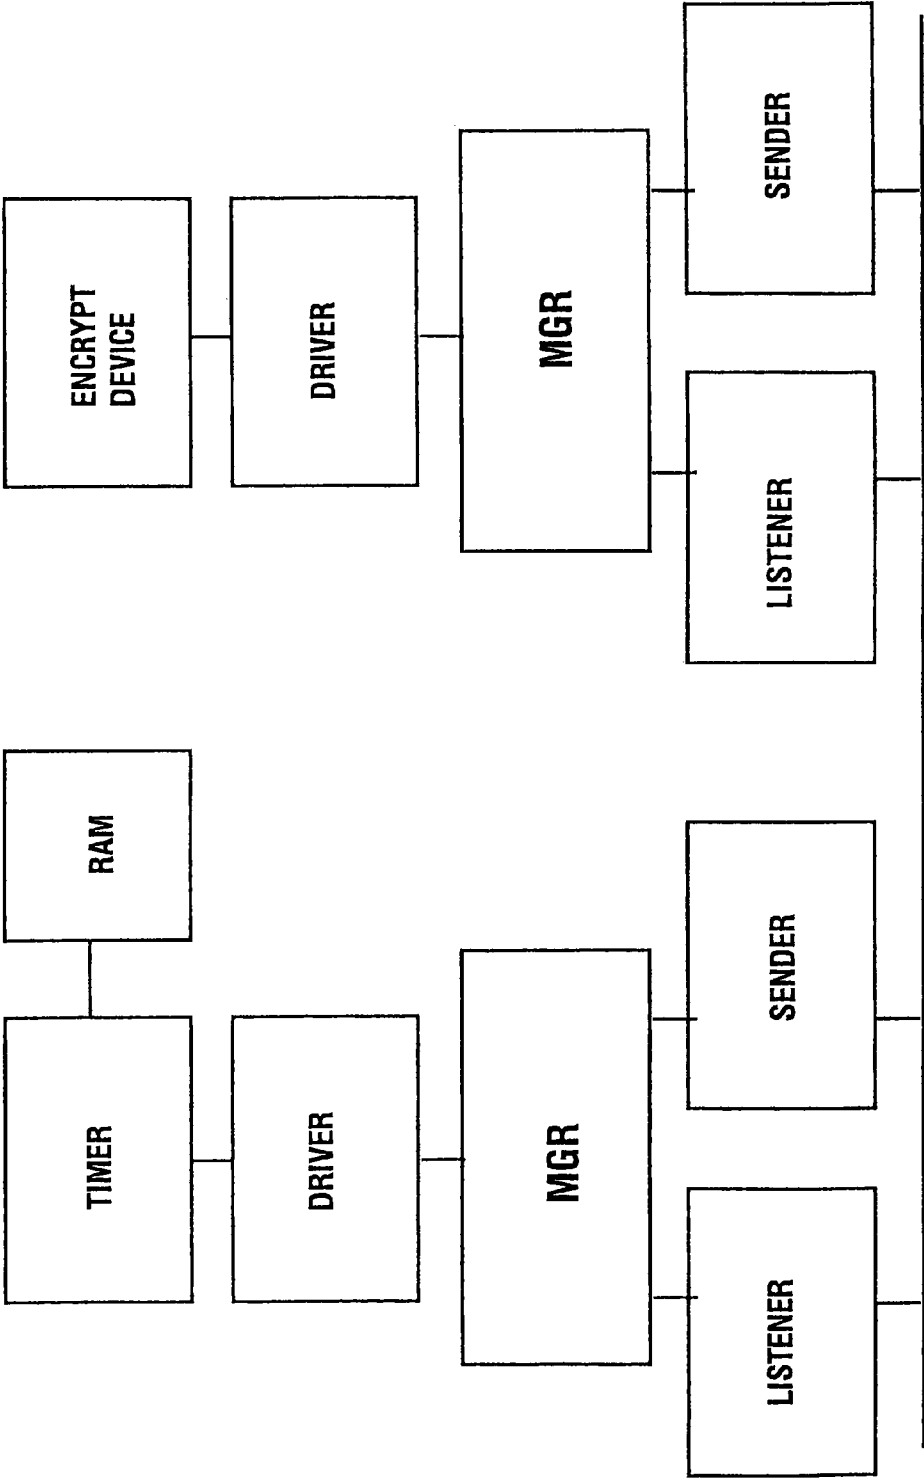 TIMER
RAM
ENCRYPT
DEVICE
DRIVER
DRIVER
MGR
MGR
LISTENER
SENDER
LISTENER
SENDER